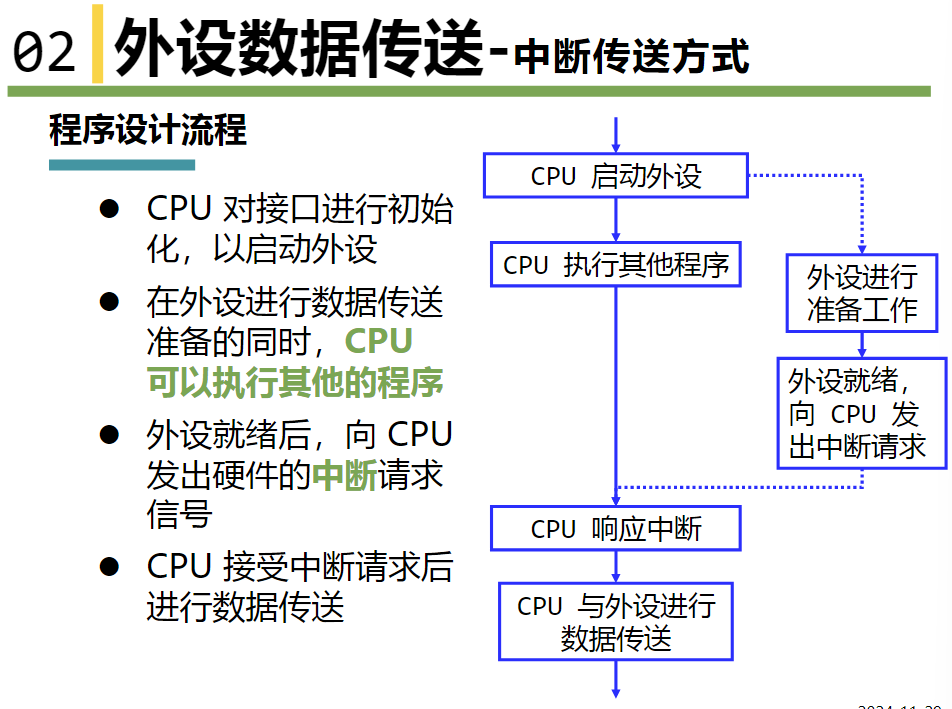 02 外设数据传送-中断传送方式
程序设计流程
● CPU 对接口进行初始
化，以启动外设
● 在外设进行数据传送
准备的同时，CPU
可以执行其他的程序
● 外设就绪后，向 CPU
发出硬件的中断请求
信号
● CPU 接受中断请求后
进行数据传送
CPU 启动外设
CPU 执行其他程序
外设进行
准备工作
外设就绪，
向 CPU 发
出中断请求
CPU 响应中断
CPU 与外设进行
数据传送